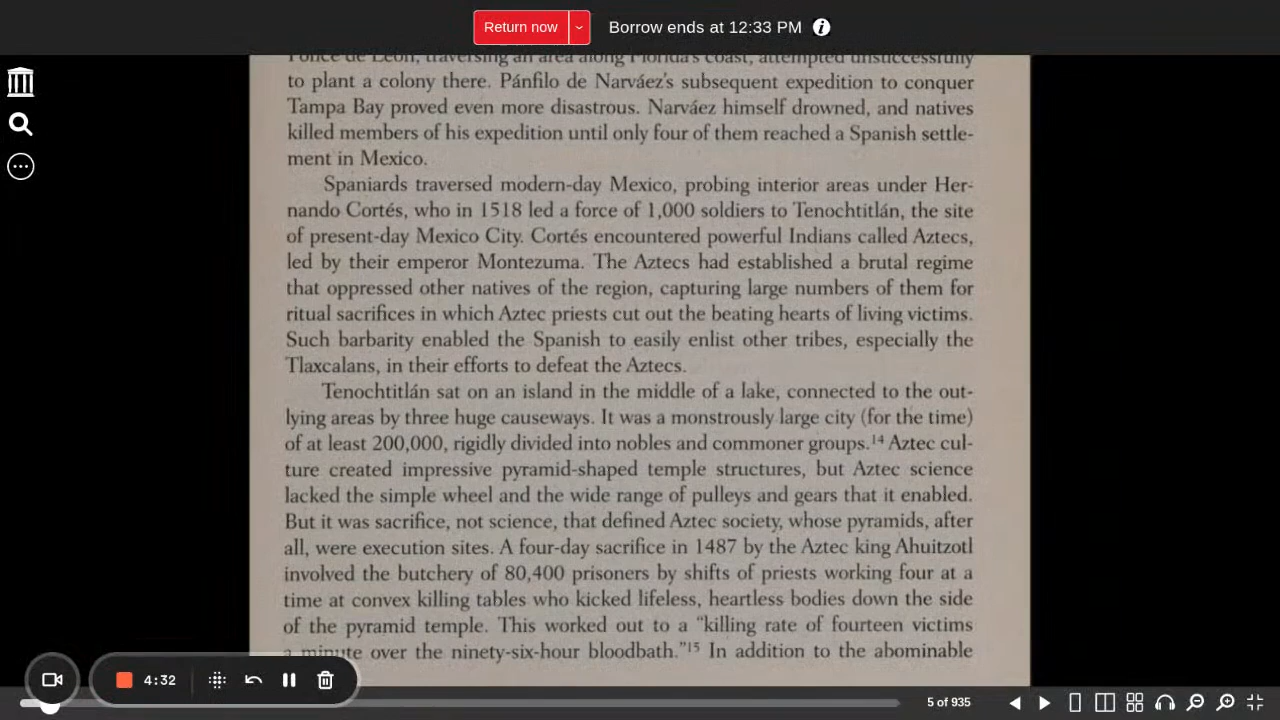 Return now
Borrow ends at 12:33 PM
Ponce de León, traversing an area along Florida's coast, attempted unsuccessfully
to plant a colony there. Pánfilo de Narváez's subsequent expedition to conquer
Tampa Bay proved even more disastrous. Narváez himself drowned, and natives
killed members of his expedition until only four of them reached a Spanish settle-
ment in Mexico.
Spaniards traversed modern-day Mexico, probing interior areas under Her-
nando Cortés, who in 1518 led a force of 1,000 soldiers to Tenochtitlán, the site
of present-day Mexico City. Cortés encountered powerful Indians called Aztecs,
led by their emperor Montezuma. The Aztecs had established a brutal regime
that oppressed other natives of the region, capturing large numbers of them for
ritual sacrifices in which Aztec priests cut out the beating hearts of living victims.
Such barbarity enabled the Spanish to easily enlist other tribes, especially the
Tlaxcalans, in their efforts to defeat the Aztecs.
Tenochtitlán sat on an island in the middle of a lake, connected to the out-
lying areas by three huge causeways. It was a monstrously large city (for the time)
of at least 200,000, rigidly divided into nobles and commoner groups.14 Aztec cul-
ture created impressive pyramid-shaped temple structures, but Aztec science
lacked the simple wheel and the wide range of pulleys and gears that it enabled.
But it was sacrifice, not science, that defined Aztec society, whose pyramids, after
all, were execution sites. A four-day sacrifice in 1487 by the Aztec king Ahuitzotl
involved the butchery of 80,400 prisoners by shifts of priests working four at a
time at convex killing tables who kicked lifeless, heartless bodies down the side
of the pyramid temple. This worked out to a "killing rate of fourteen victims
a minute over the ninety-six-hour bloodbath."15 In addition to the abominable
4:32
5 of 935